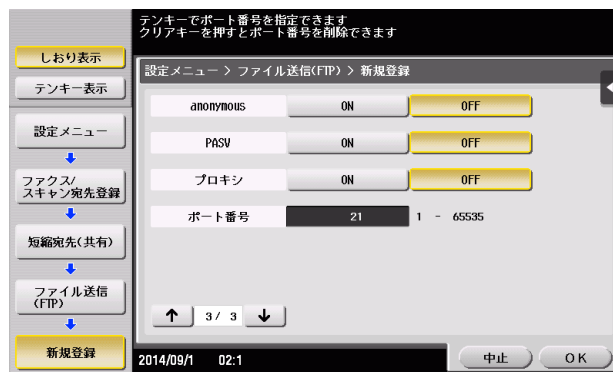 テンキーでポート番号を指定できます
クリアキーを押すとポート番号を削除できます
しおり表示
テンキー表示
設定メニュー
ファクス/
スキャン宛先登録
短縮宛先(共有)
ファイル送信
(FTP)
新規登録
設定メニュー > ファイル送信(FTP) > 新規登録
anonymous ON OFF
PASV ON OFF
プロキシ ON OFF
ポート番号 21 1 - 65535
↑ 3/ 3 ↓
2014/09/1 02:1
中止 OK